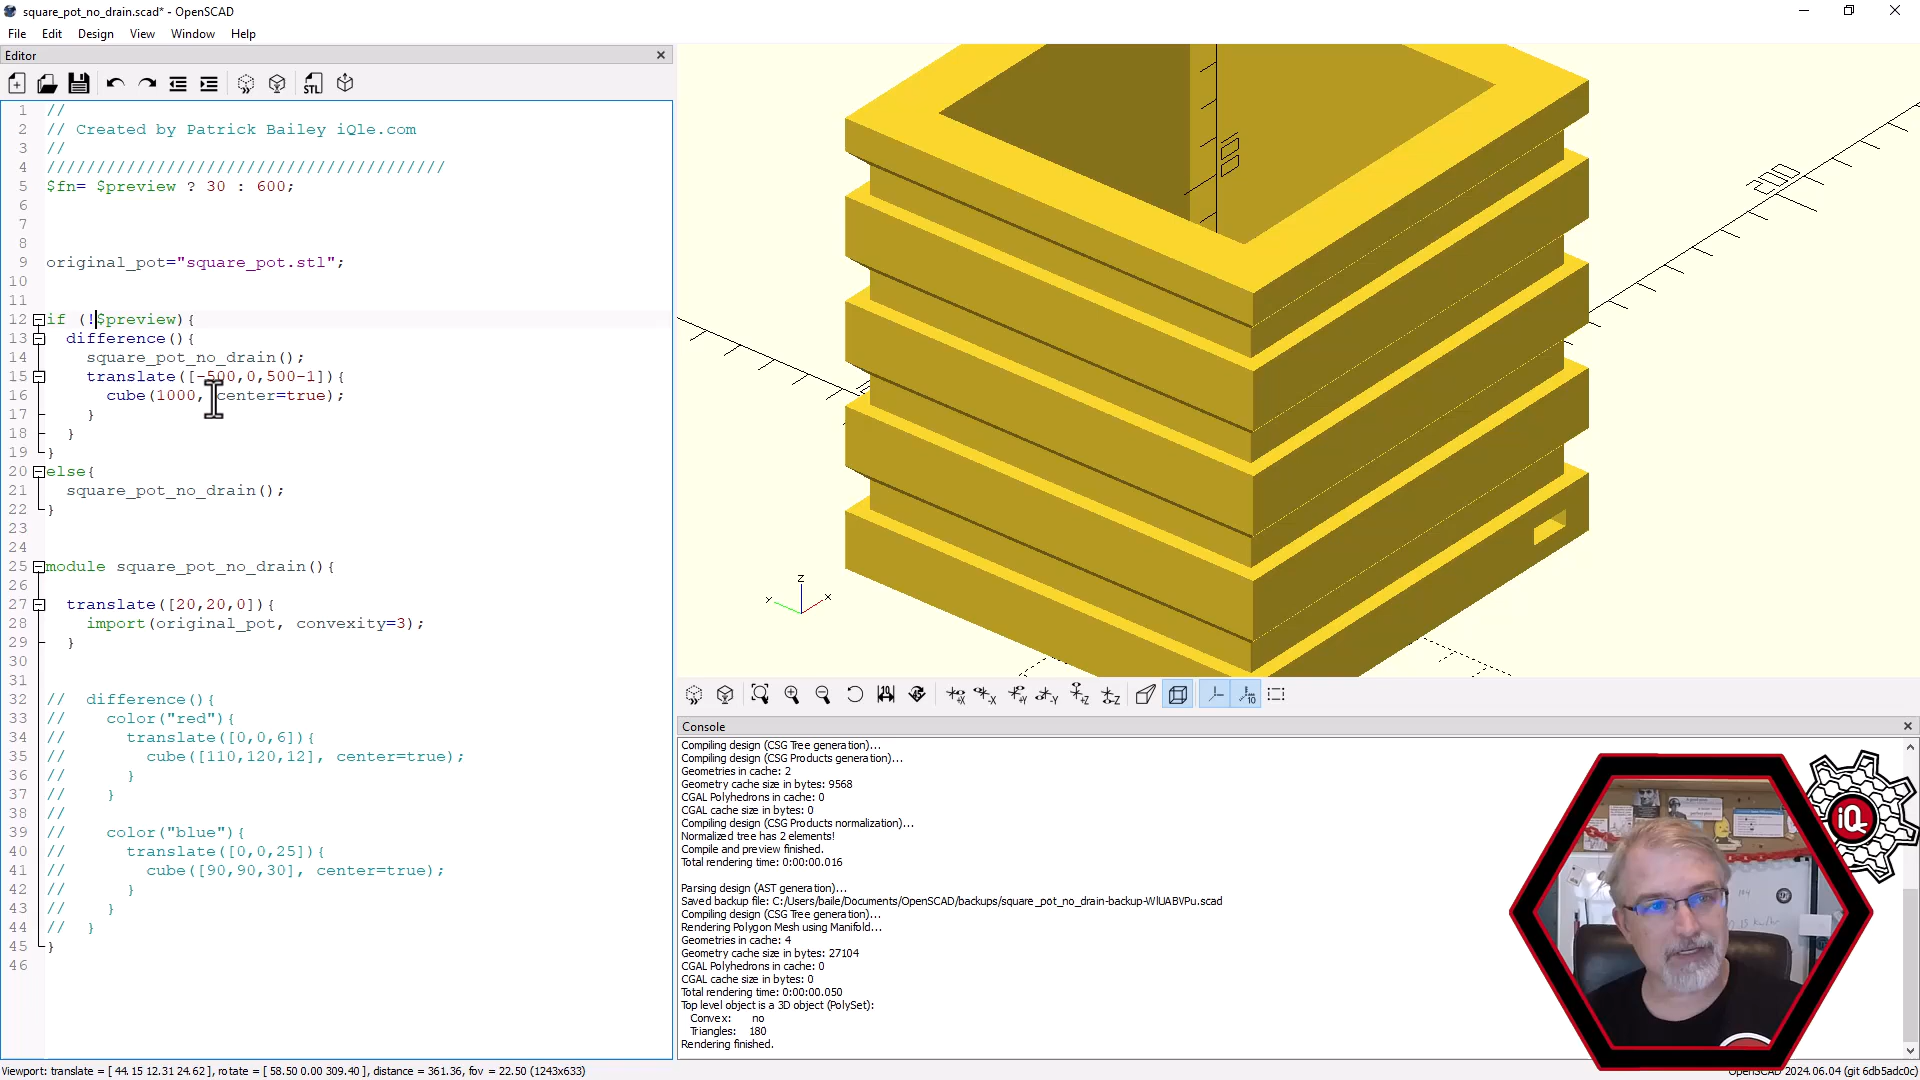 square_pot_no_drain.scad* - OpenSCAD
File Edit Design View Window Help
Editor
STL
1 //
2 // Created by Patrick Bailey iQle.com
3 //
4 ////////////////////////////////////////
5 $fn= $preview ? 30 : 600;
6
7
8
9 original_pot="square_pot.stl";
10
11
12 if (!$preview){
13 difference(){
14 square_pot_no_drain();
15 translate([-500,0,500-1]){
16 cube(1000, center=true);
17 }
18 }
19 }
20 else{
21 square_pot_no_drain();
22 }
23
24
25 module square_pot_no_drain(){
26
27 translate([20,20,0]){
28 import(original_pot, convexity=3);
29 }
30
31
32 // difference(){
33 // color("red"){
34 // translate([0,0,6]){
35 // cube([110,120,12], center=true);
36 // }
37 // }
38 //
39 // color("blue"){
40 // translate([0,0,25]){
41 // cube([90,90,30], center=true);
42 // }
43 // }
44 // }
45 }
46
100
200
z
y
x
Console
Compiling design (CSG Tree generation)...
Compiling design (CSG Products generation)...
Geometries in cache: 2
Geometry cache size in bytes: 9568
CGAL Polyhedrons in cache: 0
CGAL cache size in bytes: 0
Compiling design (CSG Products normalization)...
Normalized tree has 2 elements!
Compile and preview finished.
Total rendering time: 0:00:00.016
Parsing design (AST generation)...
Saved backup file: C:/Users/baile/Documents/OpenSCAD/backups/square_pot_no_drain-backup-WlUABVPu.scad
Compiling design (CSG Tree generation)...
Rendering Polygon Mesh using Manifold...
Geometries in cache: 4
Geometry cache size in bytes: 27104
CGAL Polyhedrons in cache: 0
CGAL cache size in bytes: 0
Total rendering time: 0:00:00.050
Top level object is a 3D object (PolySet):
Convex: no
Triangles: 180
Rendering finished.
iQ
Viewport: translate = [ 44.15 12.31 24.62 ], rotate = [ 58.50 0.00 309.40 ], distance = 361.36, fov = 22.50 (1243x633)
OpenSCAD 2024.06.04 (git 6db5adc0c)